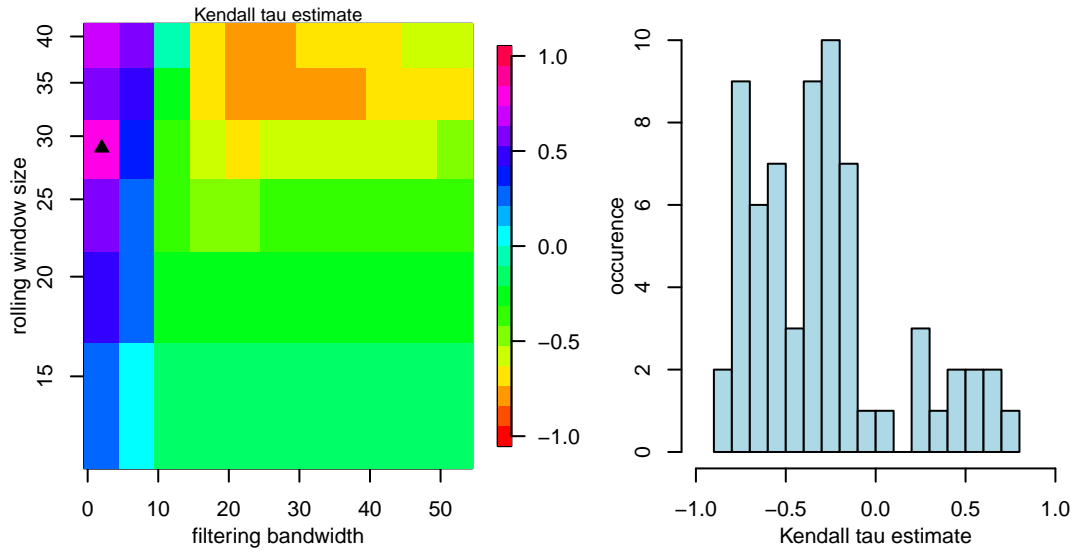 Kendall tau estimate
rolling window size
40
35
30
25
20
15
0 10 20 30 40 50
filtering bandwidth
1.0
0.5
0.0
−0.5
−1.0
occurence
10
8
6
4
2
0
−1.0 −0.5 0.0 0.5 1.0
Kendall tau estimate